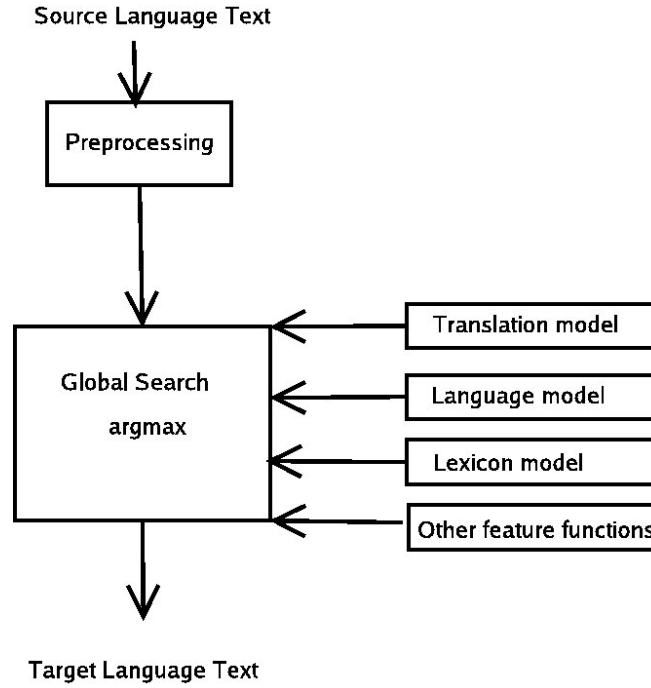 Source Language Text
Preprocessing
Translation model
Global Search
argmax
Language model
Lexicon model
Other feature functions
Target Language Text